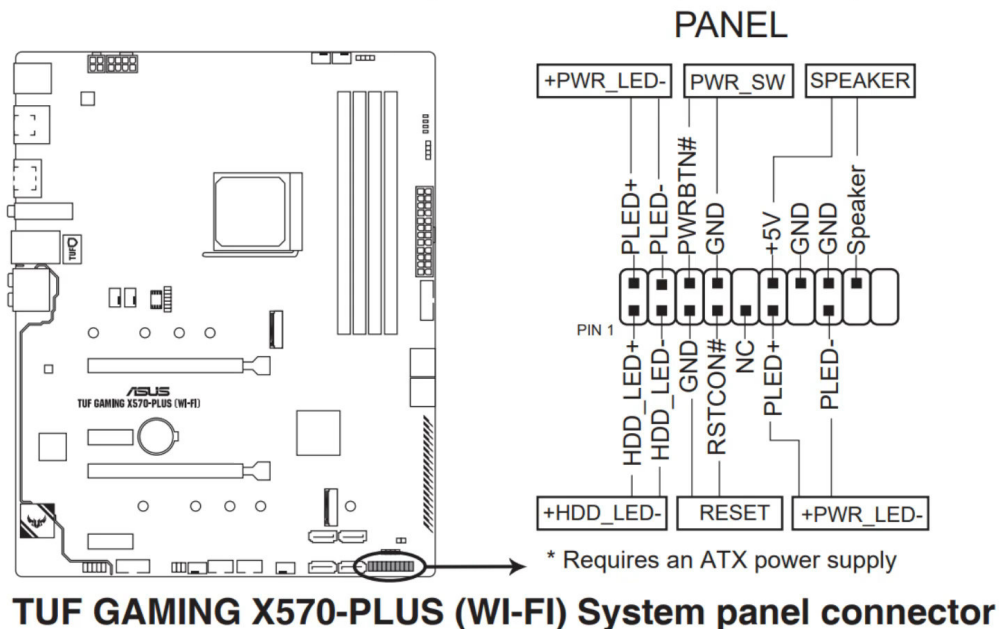 PANEL
+PWR_LED-
PWR_SW
SPEAKER
PLED+
PLED-
PWRBTN#
GND
+5V
GND
GND
Speaker
PIN 1
HDD_LED+
HDD_LED-
GND
RSTCON#
NC
PLED+
PLED-
+HDD_LED-
RESET
+PWR_LED-
* Requires an ATX power supply
TUF
ASUS
TUF GAMING X570-PLUS (WI-FI)
TUF GAMING X570-PLUS (WI-FI) System panel connector